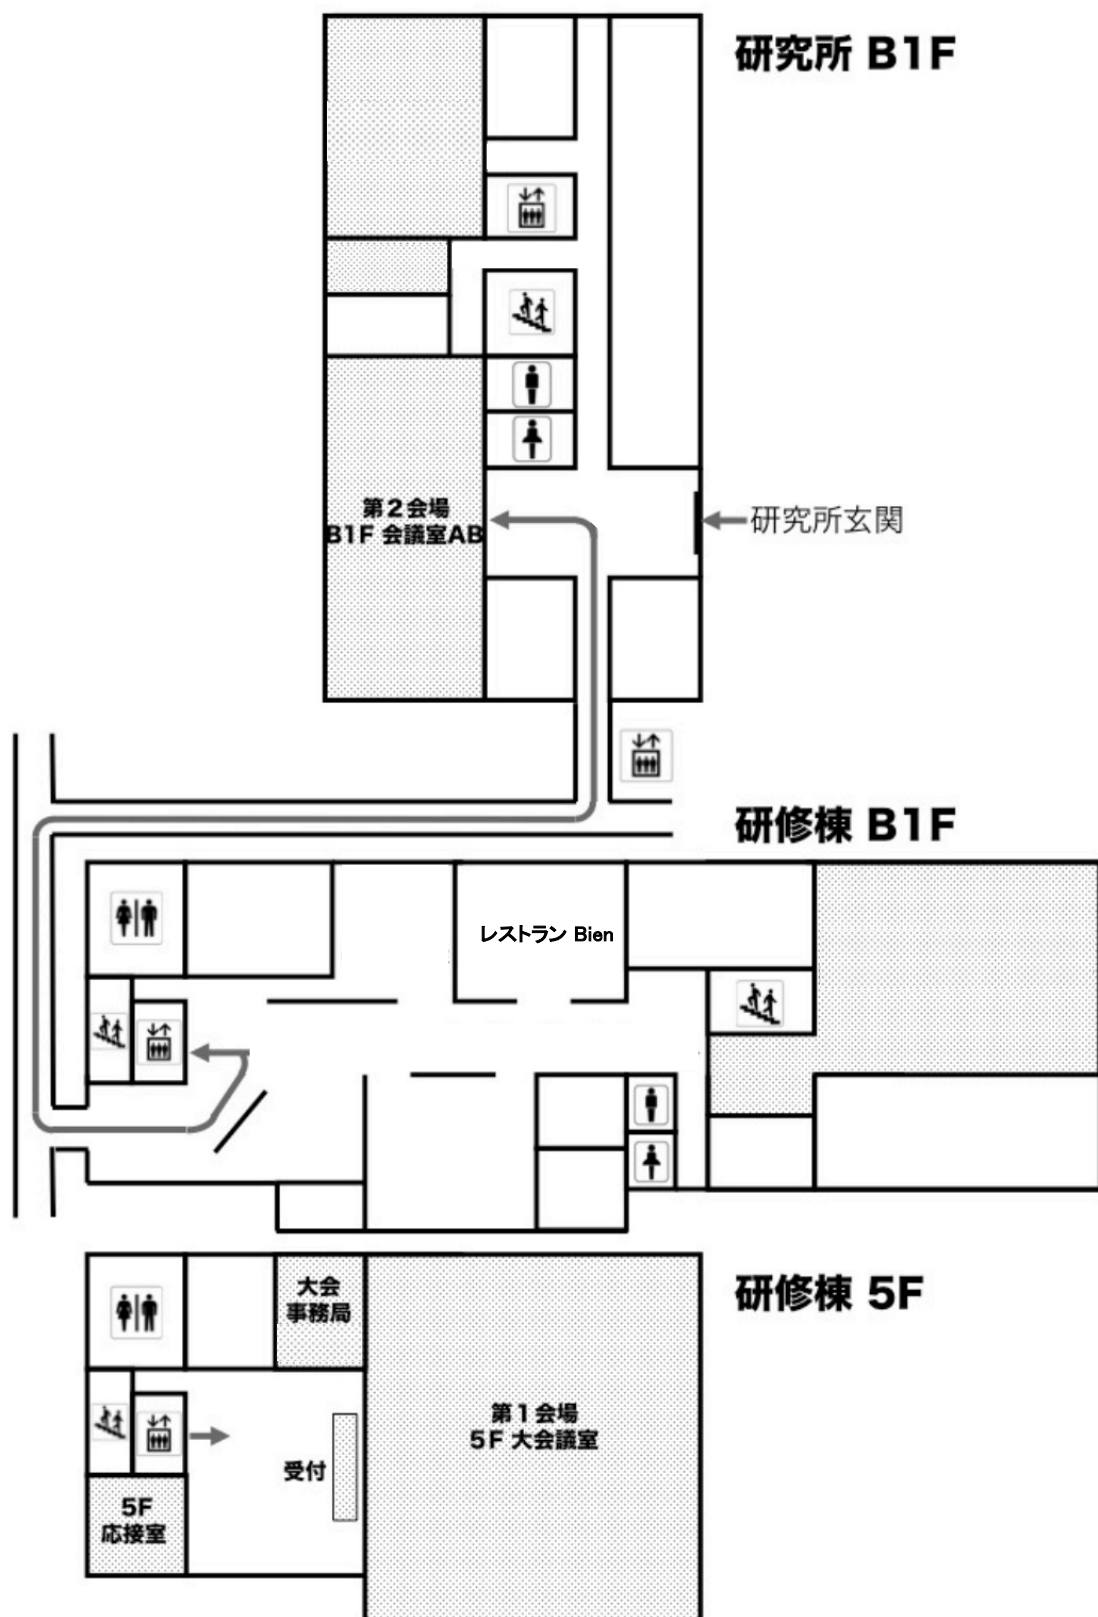 研究所 B1F
第2会場
B1F 会議室AB
研究所玄関
研修棟 B1F
レストラン Bien
研修棟 5F
大会
事務局
第1会場
5F 大会議室
受付
5F
応接室